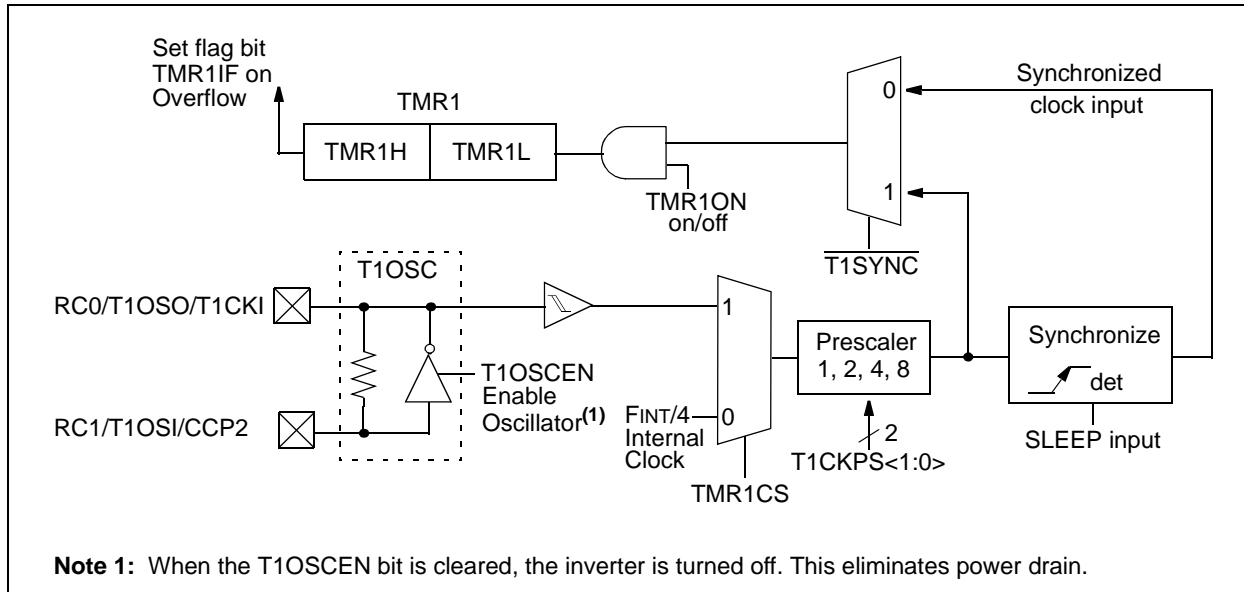 Set flag bit
TMR1IF on
Overflow
TMR1
TMR1H
TMR1L
TMR1ON
on/off
0
1
T1SYNC
Synchronized
clock input
T1OSC
RC0/T1OSO/T1CKI
RC1/T1OSI/CCP2
T1OSCEN
Enable
Oscillator(1)
1
0
FINT/4
Internal
Clock
TMR1CS
Prescaler
1, 2, 4, 8
2
T1CKPS<1:0>
Synchronize
det
SLEEP input
Note 1: When the T1OSCEN bit is cleared, the inverter is turned off. This eliminates power drain.